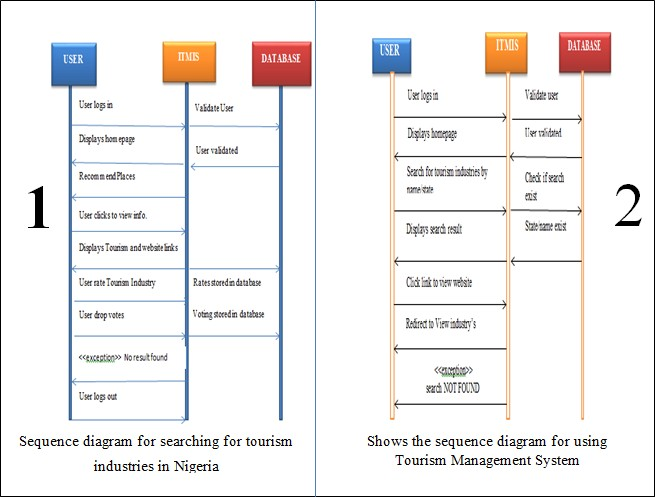 USER
ITMIS
DATABASE
User logs in
Validate User
Displays hom epage
User validated
Recomm end Places
User clicks to view info.
Displays Tourism and website links
User rate Tourism Industry
Rates stored in database
User drop votes
Voting stored in database
<<exception>> No result found
User logs out
1
Sequence diagram for searching for tourism
industries in Nigeria
USER
ITMIS
DATABASE
User logs in
Validate user
Displays homepage
User validated
Search for tourism industries by
name/state
Check if search
exist
Displays search result
State/name exist
Click link to view website
Redirect to View industry's
<<exception>>
search NOT FOUND
2
Shows the sequence diagram for using
Tourism Management System